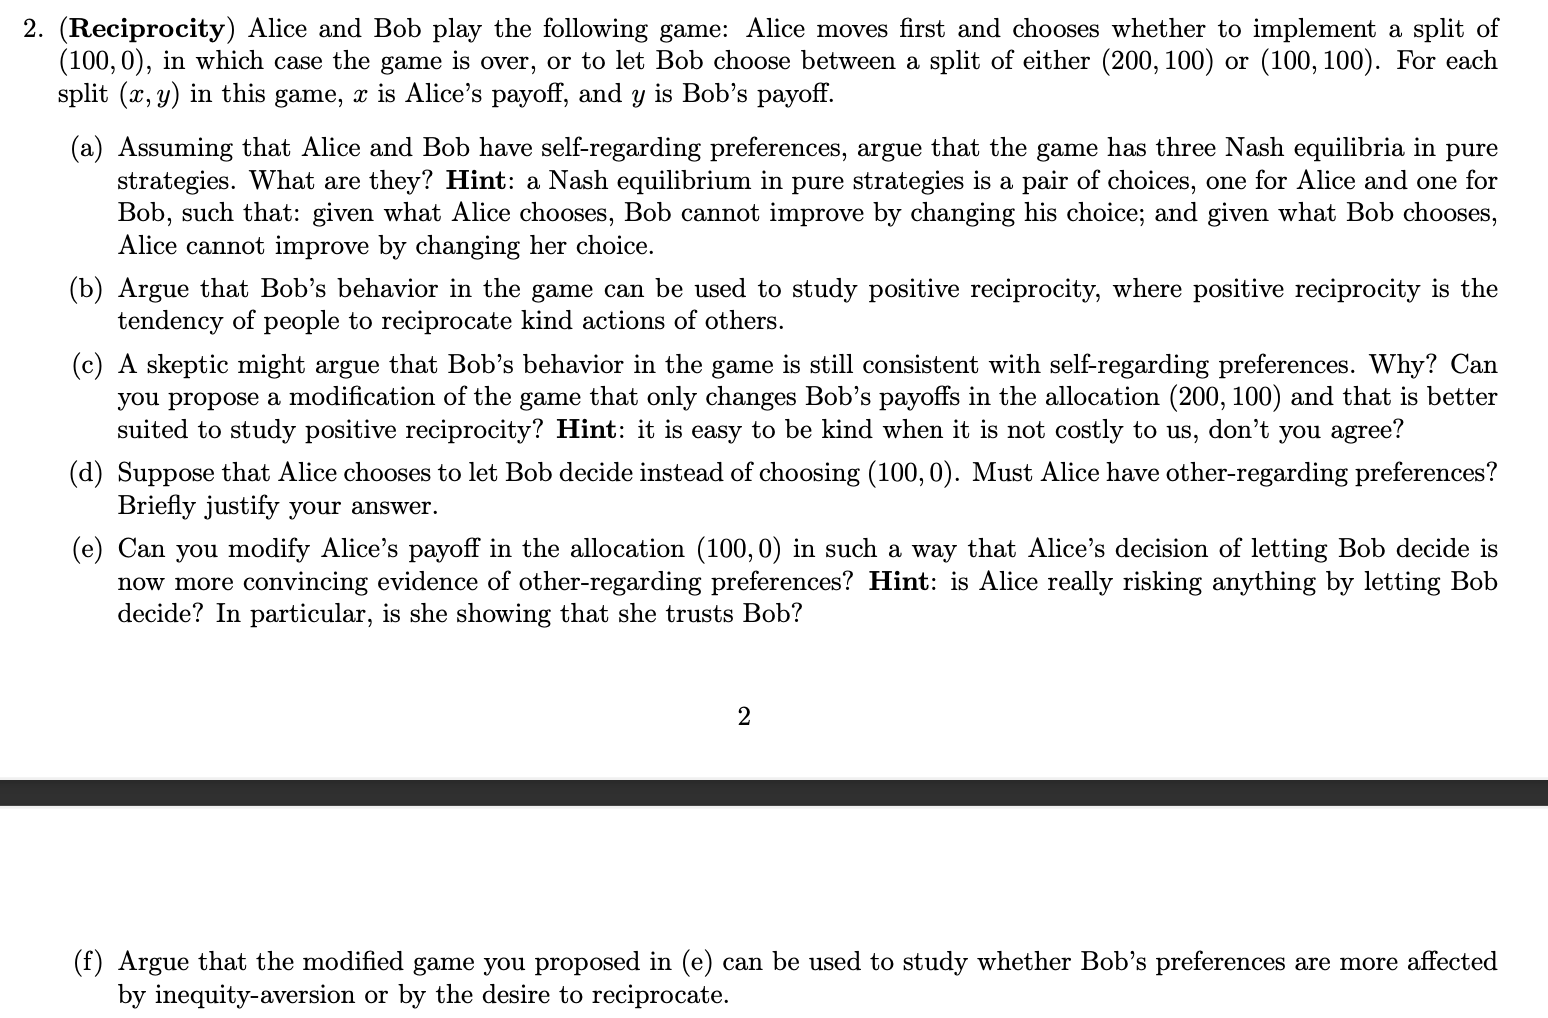 2. (Reciprocity) Alice and Bob play the following game: Alice moves first and chooses whether to implement a split of
(100, 0), in which case the game is over, or to let Bob choose between a split of either (200, 100) or (100, 100). For each
split (x, y) in this game, x is Alice's payoff, and y is Bob's payoff.
(a) Assuming that Alice and Bob have self-regarding preferences, argue that the game has three Nash equilibria in pure
strategies. What are they? Hint: a Nash equilibrium in pure strategies is a pair of choices, one for Alice and one for
Bob, such that: given what Alice chooses, Bob cannot improve by changing his choice; and given what Bob chooses,
Alice cannot improve by changing her choice.
(b) Argue that Bob's behavior in the game can be used to study positive reciprocity, where positive reciprocity is the
tendency of people to reciprocate kind actions of others.
(c) A skeptic might argue that Bob's behavior in the game is still consistent with self-regarding preferences. Why? Can
you propose a modification of the game that only changes Bob's payoffs in the allocation (200, 100) and that is better
suited to study positive reciprocity? Hint: it is easy to be kind when it is not costly to us, don't you agree?
(d) Suppose that Alice chooses to let Bob decide instead of choosing (100, 0). Must Alice have other-regarding preferences?
Briefly justify your answer.
(e) Can you modify Alice's payoff in the allocation (100, 0) in such a way that Alice's decision of letting Bob decide is
now more convincing evidence of other-regarding preferences? Hint: is Alice really risking anything by letting Bob
decide? In particular, is she showing that she trusts Bob?
2
(f) Argue that the modified game you proposed in (e) can be used to study whether Bob's preferences are more affected
by inequity-aversion or by the desire to reciprocate.